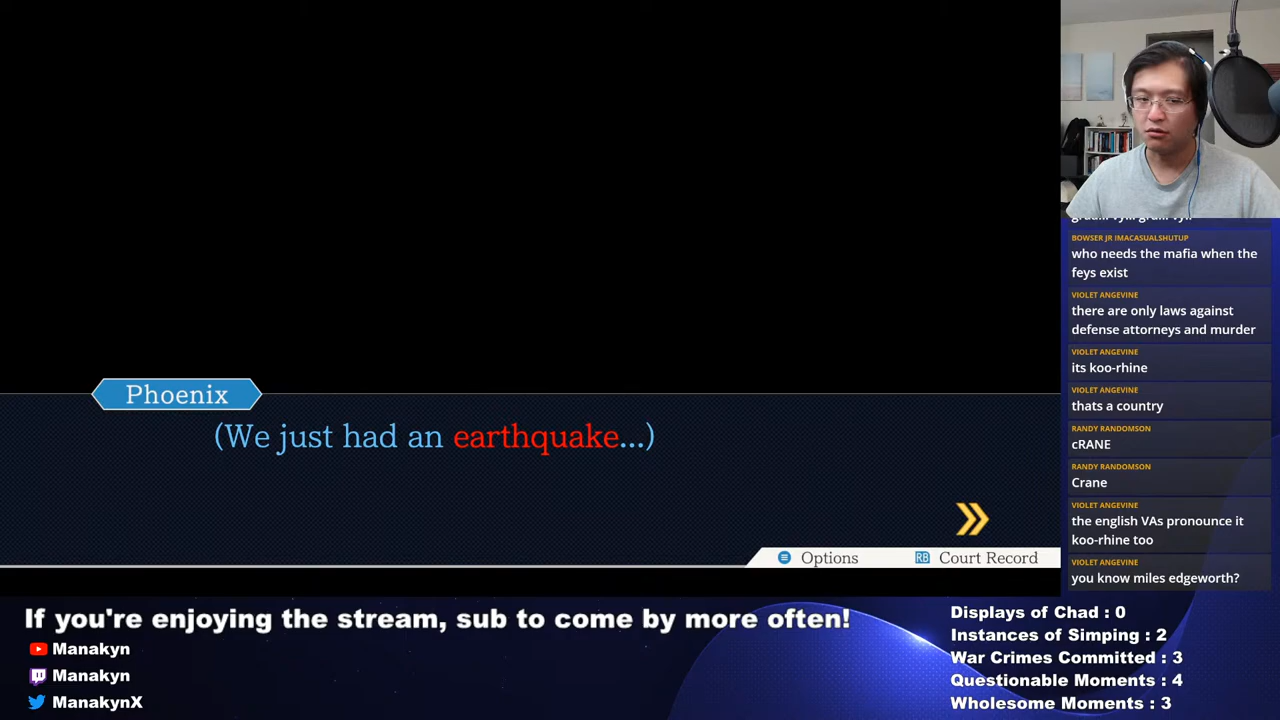 Phoenix
(We just had an earthquake...)
Options
RB Court Record
BOWSER JR IMACASUALSHUTUP
who needs the mafia when the
feys exist
VIOLET ANGEVINE
there are only laws against
defense attorneys and murder
VIOLET ANGEVINE
its koo-rhine
VIOLET ANGEVINE
thats a country
RANDY RANDOMSON
cRANE
RANDY RANDOMSON
Crane
VIOLET ANGEVINE
the english VAs pronounce it
koo-rhine too
VIOLET ANGEVINE
you know miles edgeworth?
If you're enjoying the stream, sub to come by more often!
Manakyn
Manakyn
ManakynX
Displays of Chad : 0
Instances of Simping : 2
War Crimes Committed : 3
Questionable Moments : 4
Wholesome Moments : 3